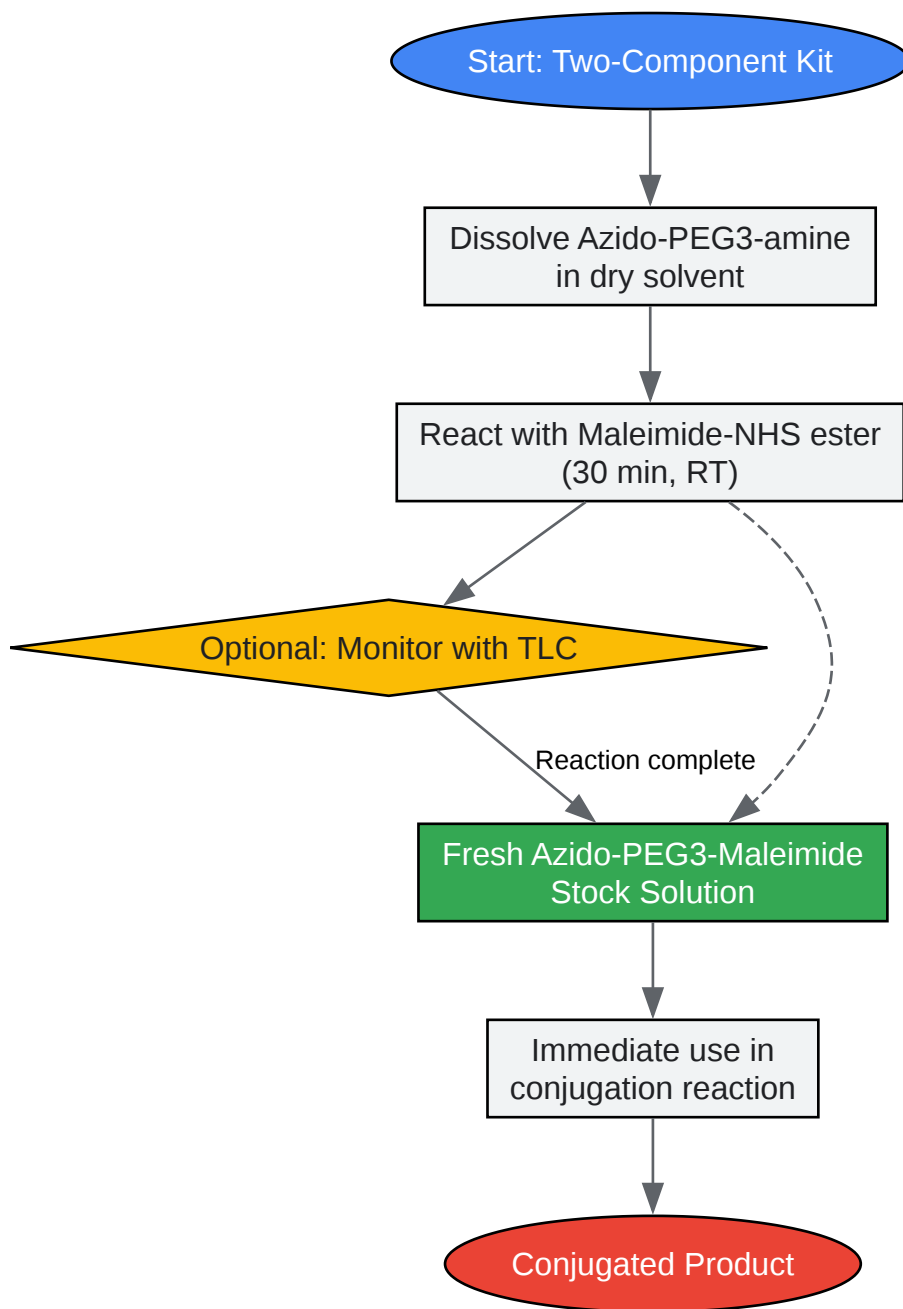 Start: Two-Component Kit
Dissolve Azido-PEG3-amine
in dry solvent
React with Maleimide-NHS ester
(30 min, RT)
Optional: Monitor with TLC
Reaction complete
Fresh Azido-PEG3-Maleimide
Stock Solution
Immediate use in
conjugation reaction
Conjugated Product